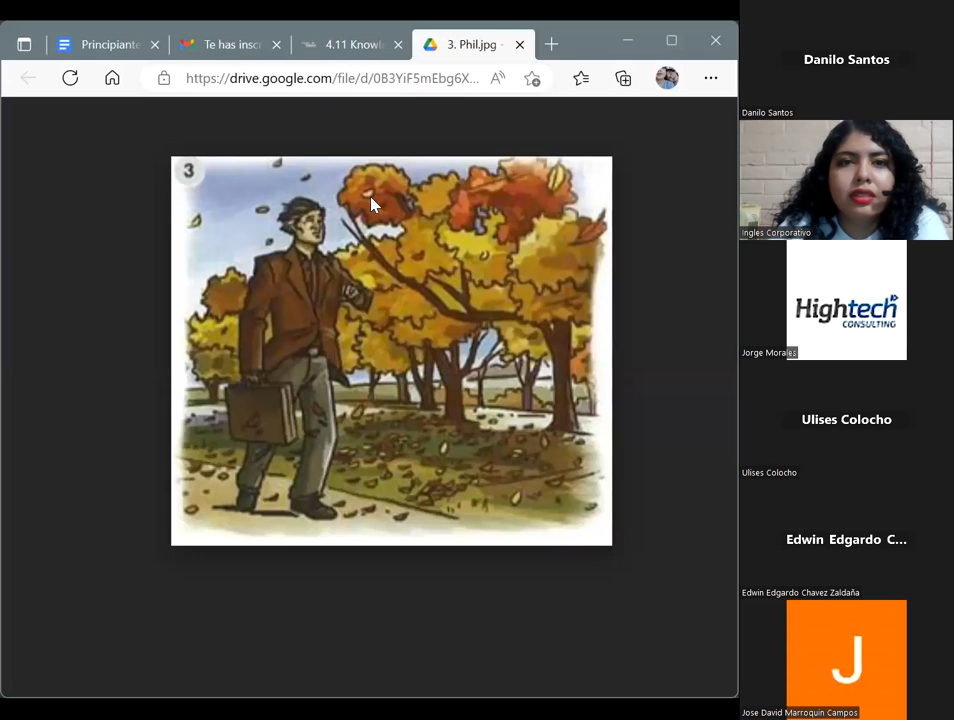 Principiante
Te has insc
4.11 Knowl
3. Phil.jpg -
https://drive.google.com/file/d/0B3YiF5mEbg6X...
3
Danilo Santos
Danilo Santos
Ingles Corporativo
Hightech
CONSULTING
Jorge Morales
Ulises Colocho
Ulises Colocho
Edwin Edgardo C...
Edwin Edgardo Chavez Zaldaña
J
Jose David Marroquin Campos